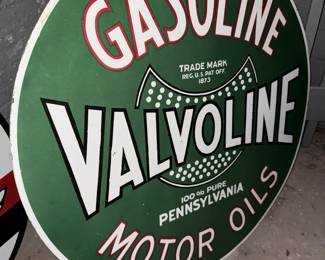 GASOLINE
TRADE MARK
REG. U.S. PAT. OFF.
1873
VALVOLINE
100% PURE
PENNSYLVANIA
MOTOR OILS